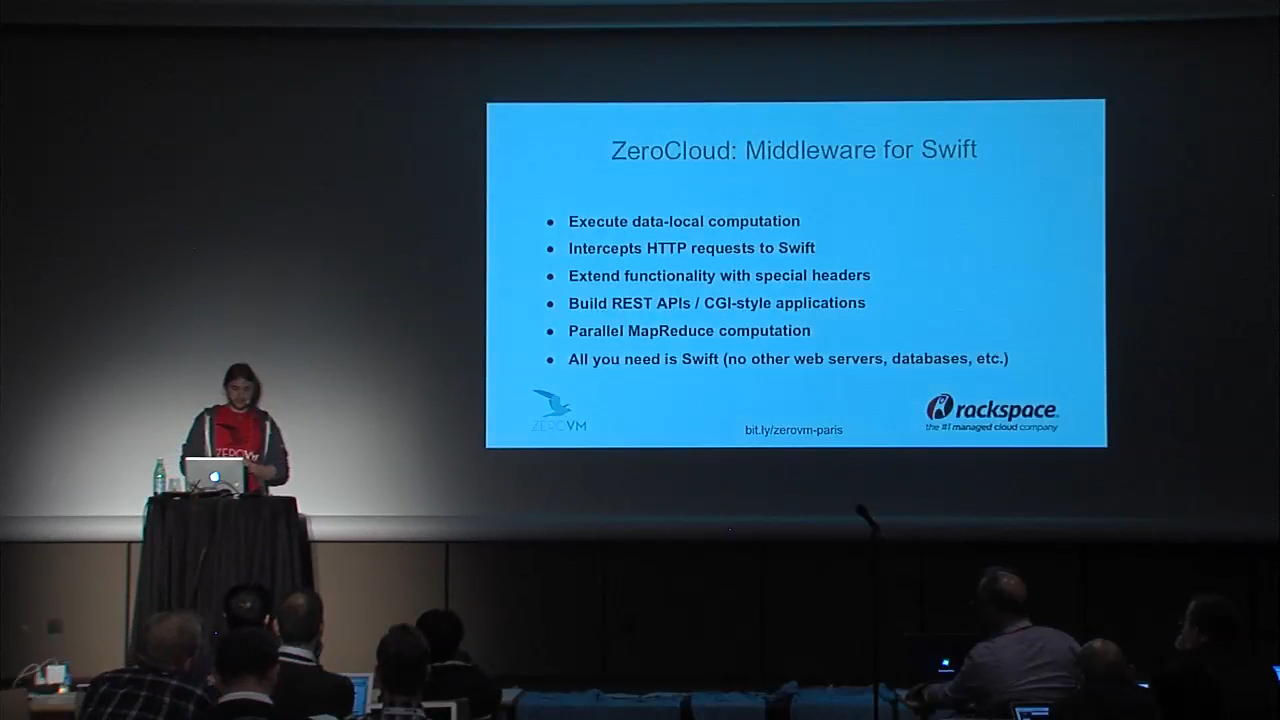 ZeroCloud: Middleware for Swift
● Execute data-local computation
● Intercepts HTTP requests to Swift
● Extend functionality with special headers
● Build REST APIs / CGI-style applications
● Parallel MapReduce computation
● All you need is Swift (no other web servers, databases, etc.)
ZEROVM
bit.ly/zerovm-paris
rackspace
the #1 managed cloud company
ZEROVM